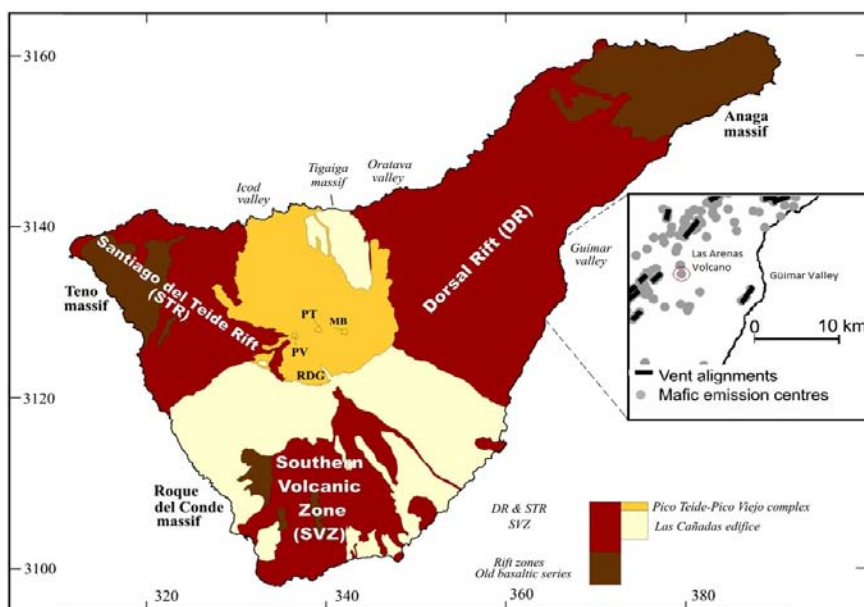 3160
3140
3120
3100
320
340
360
380
Anaga
massif
Oratava
valley
Tigaiga
massif
Icod
valley
Santiago del Teide Rift
(STR)
Teno
massif
Dorsal Rift (DR)
Guimar
valley
PT
MB
PV
RDG
Las Arenas
Volcano
Güimar Valley
0 10 km
Vent alignments
Mafic emission centres
Southern
Volcanic
Zone
(SVZ)
Roque
del Conde
massif
DR & STR
SVZ
Rift zones
Old basaltic series
Pico Teide-Pico Viejo complex
Las Cañadas edifice